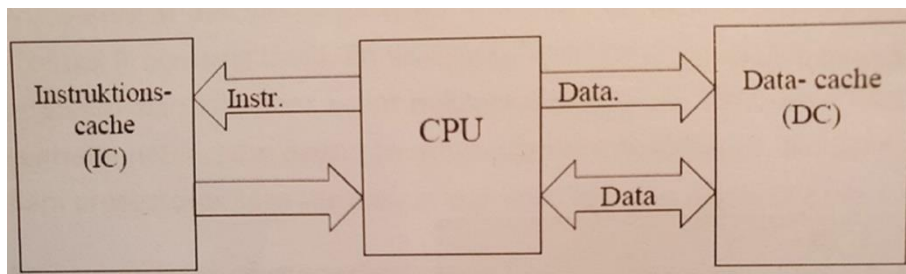 Instruktions-
cache
(IC)
Instr.
CPU
Data.
Data
Data- cache
(DC)